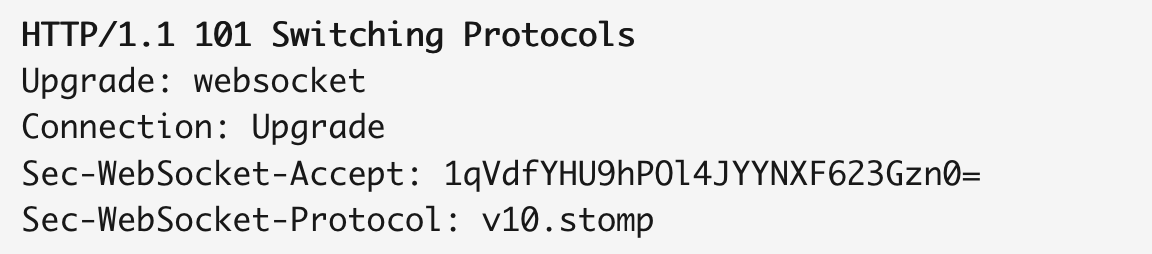 HTTP/1.1 101 Switching Protocols
Upgrade: websocket
Connection: Upgrade
Sec-WebSocket-Accept: 1qVdfYHU9hPOl4JYYNXF623Gzn0=
Sec-WebSocket-Protocol: v10.stomp